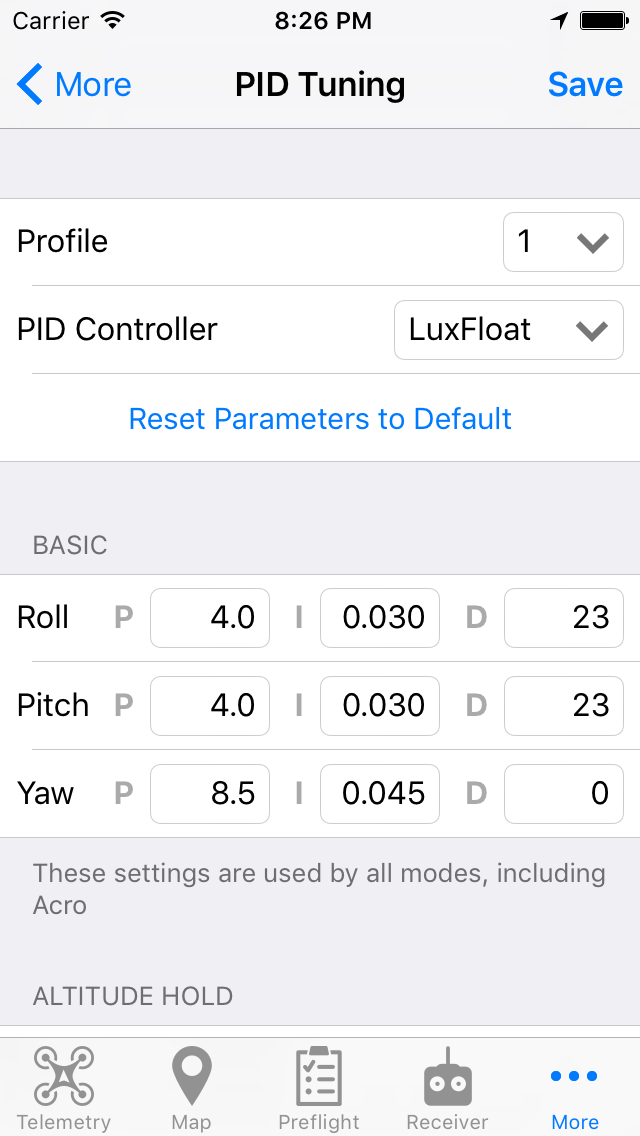 Carrier 8:26 PM
More PID Tuning Save
Profile 1
PID Controller LuxFloat
Reset Parameters to Default
BASIC
Roll P 4.0 I 0.030 D 23
Pitch P 4.0 I 0.030 D 23
Yaw P 8.5 I 0.045 D 0
These settings are used by all modes, including
Acro
ALTITUDE HOLD
Telemetry Map Preflight Receiver More